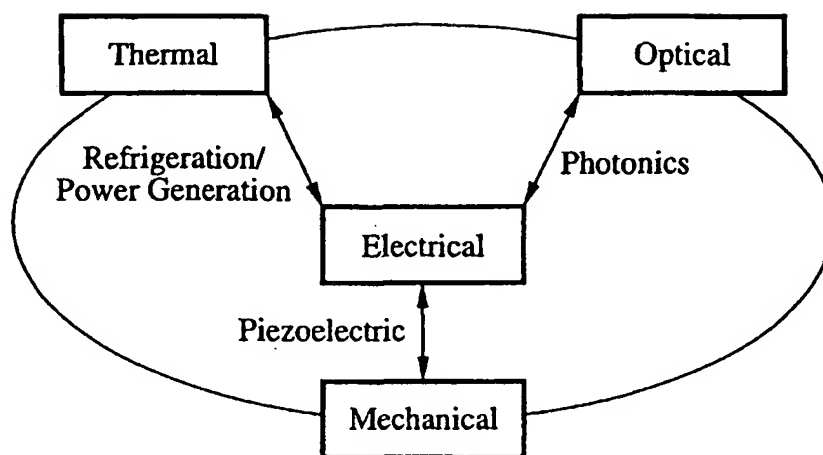 Thermal
Optical
Refrigeration/
Power Generation
Photonics
Electrical
Piezoelectric
Mechanical